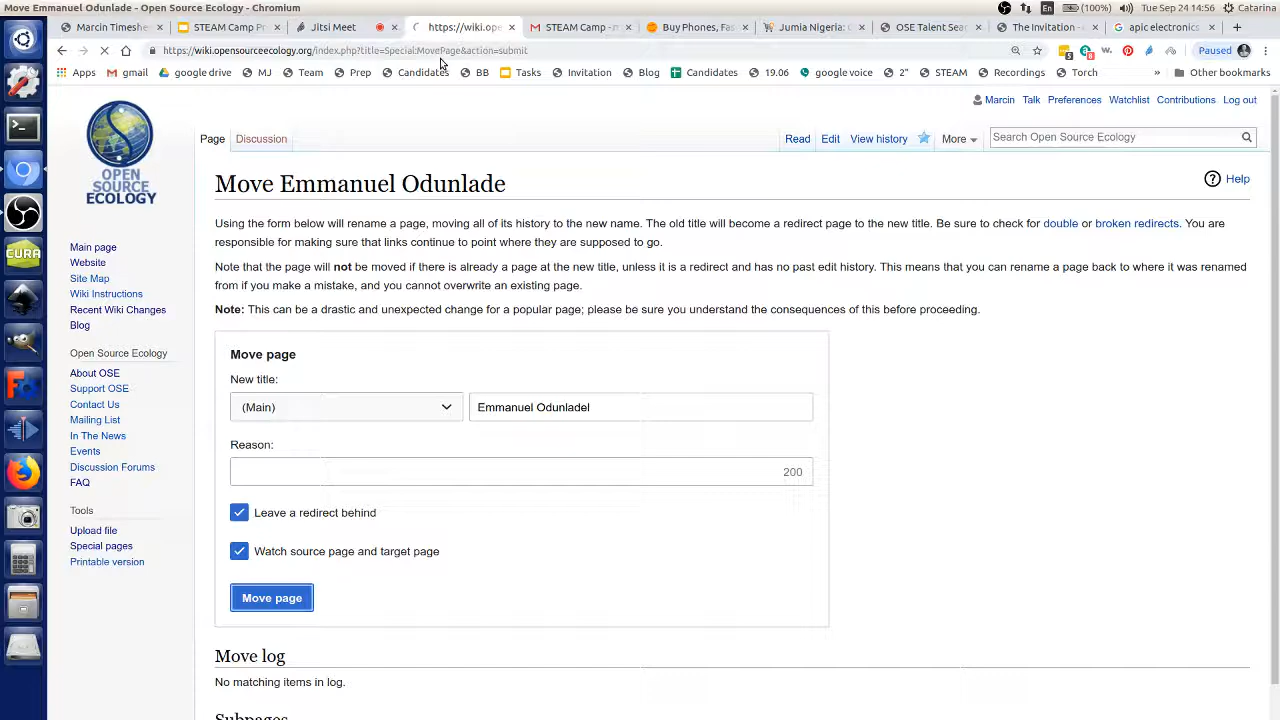 Move Emmanuel Odunlade - Open Source Ecology - Chromium
En (100%) Tue Sep 24 14:56 Catarina
Marcin Timeshe × STEAM Camp Pr × Jitsi Meet https://wiki.ope × STEAM Camp - × Buy Phones, Fa × Jumia Nigeria: × OSE Talent Sea × The Invitation - × apici electronics ×
https://wiki.opensourceecology.org/index.php?title=Special:MovePage&action=submit Paused
Apps gmail google drive MJ Team Prep Candidates BB Tasks Invitation Blog Candidat 19.06 google voice 2" STEAM Recordings Torch » Other bookmarks
Marcin Talk Preferences Watchlist Contributions Log out
Page Discussion Read Edit View history More Search Open Source Ecology
OPEN
SOURCE
ECOLOGY
Move Emmanuel Odunlade
Help
Using the form below will rename a page, moving all of its history to the new name. The old title will become a redirect page to the new title. Be sure to check for double or broken redirects. You are
responsible for making sure that links continue to point where they are supposed to go.
Note that the page will not be moved if there is already a page at the new title, unless it is a redirect and has no past edit history. This means that you can rename a page back to where it was renamed
from if you make a mistake, and you cannot overwrite an existing page.
Note: This can be a drastic and unexpected change for a popular page; please be sure you understand the consequences of this before proceeding.
Main page
Website
Site Map
Wiki Instructions
Recent Wiki Changes
Blog
Open Source Ecology
About OSE
Support OSE
Contact Us
Mailing List
In The News
Events
Discussion Forums
FAQ
Tools
Upload file
Special pages
Printable version
Move page
New title:
(Main) Emmanuel Odunladel
Reason:
200
Leave a redirect behind
Watch source page and target page
Move page
Move log
No matching items in log.
Subpages
CURA